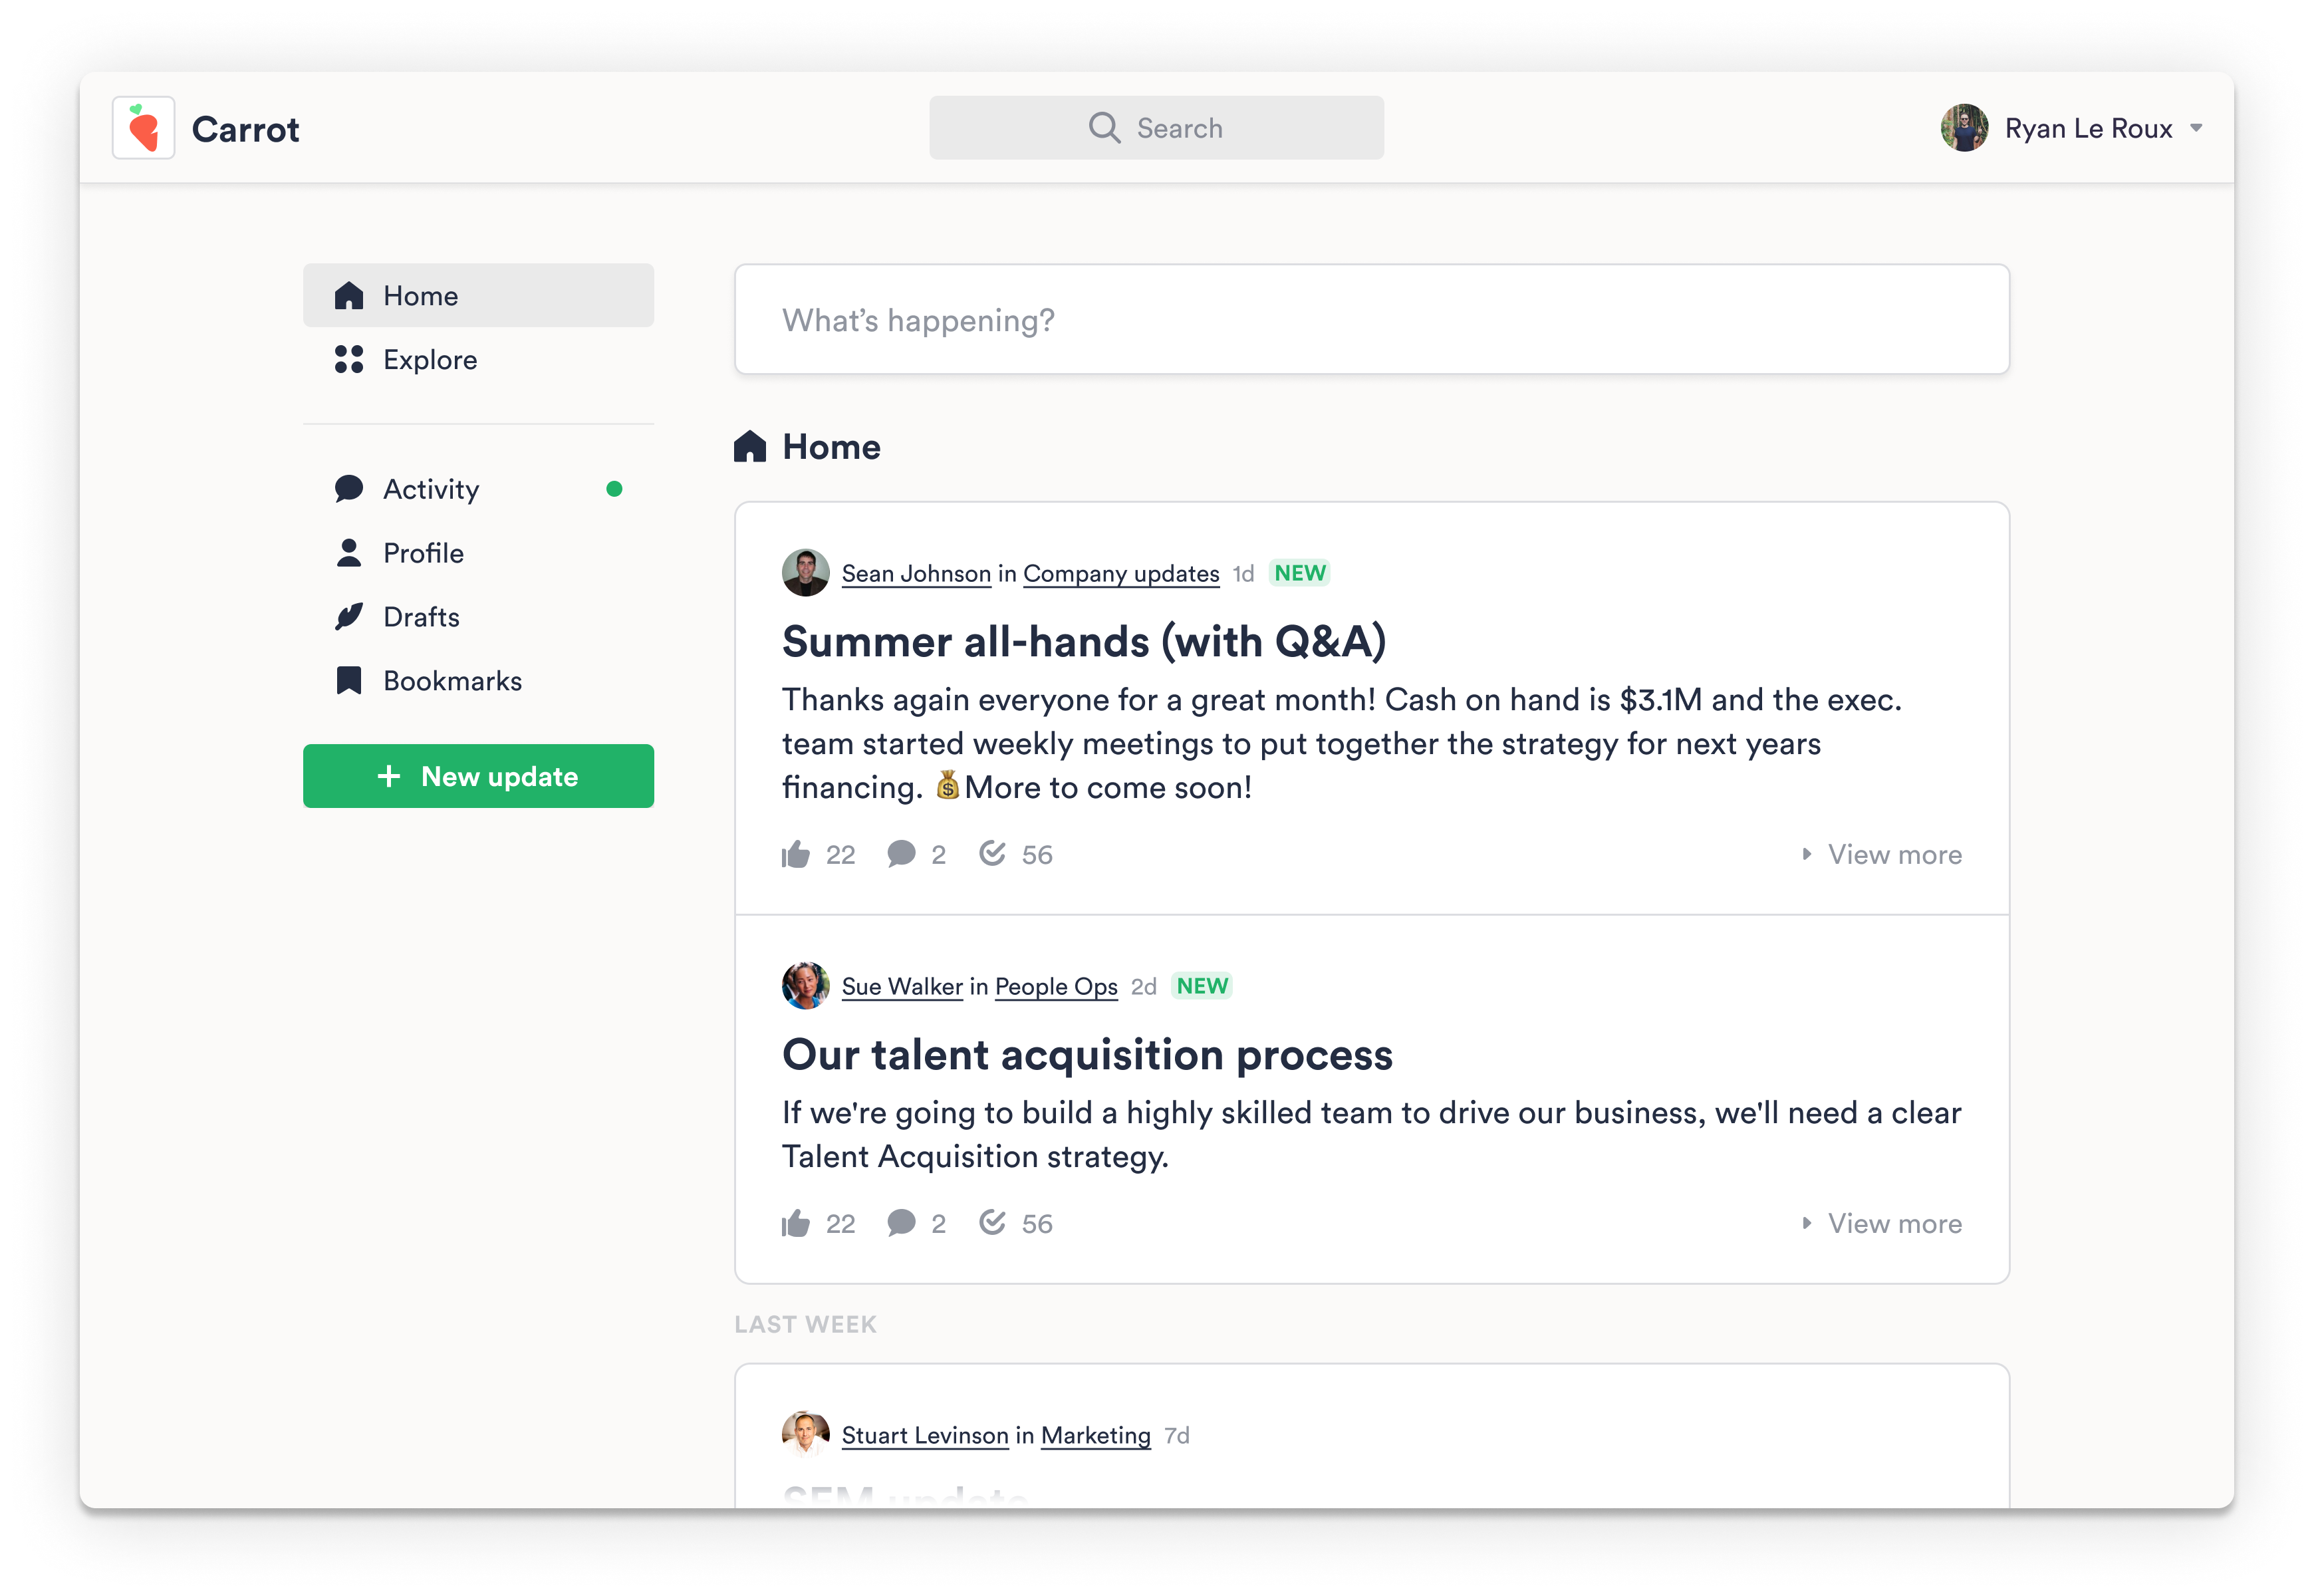 Carrot
Search
Ryan Le Roux
Home
Explore
Activity
Profile
Drafts
Bookmarks
+ New update
What’s happening?
Home
Sean Johnson in Company updates 1d NEW
Summer all-hands (with Q&A)
Thanks again everyone for a great month! Cash on hand is $3.1M and the exec.
team started weekly meetings to put together the strategy for next years
financing. 💰More to come soon!
22 2 56 View more
Sue Walker in People Ops 2d NEW
Our talent acquisition process
If we're going to build a highly skilled team to drive our business, we'll need a clear
Talent Acquisition strategy.
22 2 56 View more
LAST WEEK
Stuart Levinson in Marketing 7d
SEM update